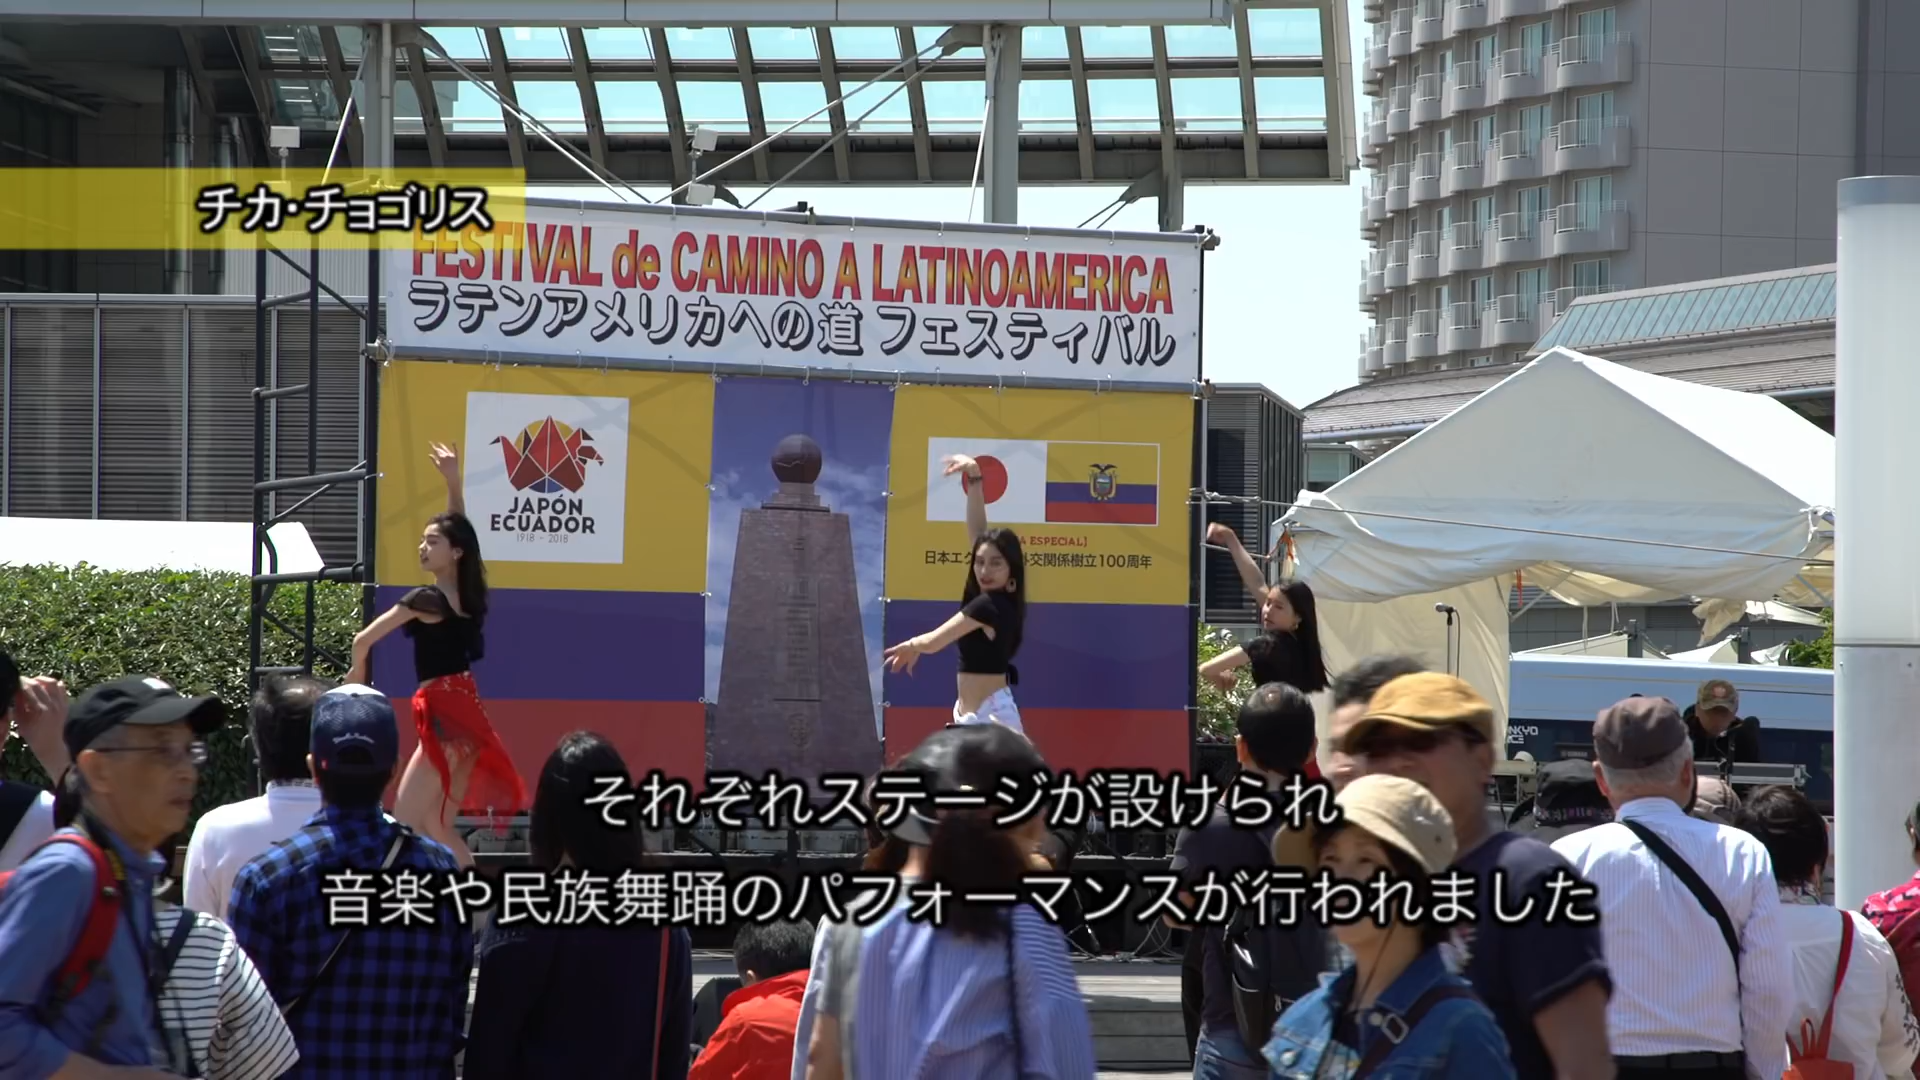 チカ・チョゴリス
FESTIVAL de CAMINO A LATINOAMERICA
ラテンアメリカへの道 フェスティバル
JAPÓN
ECUADOR
1918 - 2018
A ESPECIAL】
日本エク
外交関係樹立100周年
それぞれステージが設けられ
音楽や民族舞踊のパフォーマンスが行われました